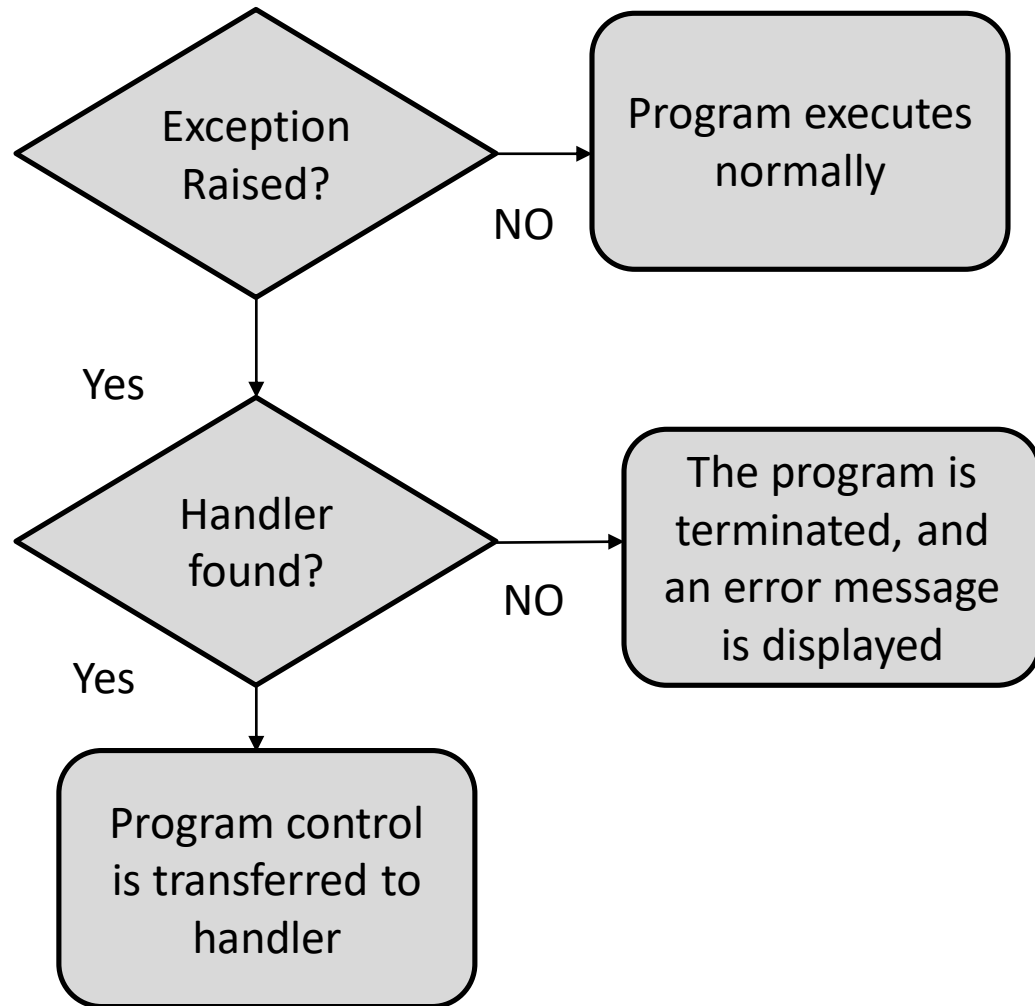 Exception
Raised?
Program executes
normally
NO
Yes
Handler
found?
The program is
terminated, and
an error message
is displayed
NO
Yes
Program control
is transferred to
handler